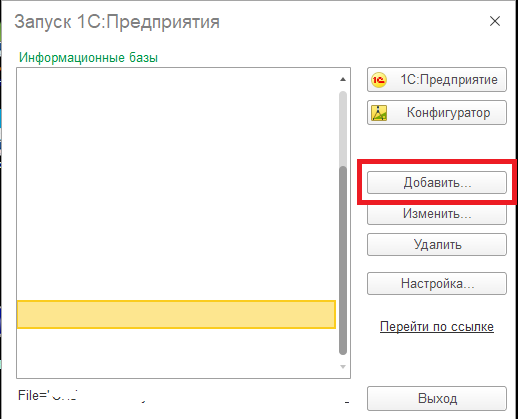 Запуск 1С:Предприятия
Информационные базы
1С:Предприятие
Конфигуратор
Добавить...
Изменить...
Удалить
Настройка...
Перейти по ссылке
File="
Выход